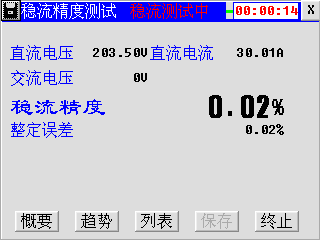 稳流精度测试 稳流测试中 00:00:14 X
直流电压 203.50V 直流电流 30.01A
交流电压 0V
稳流精度 0.02%
整定误差 0.02%
概要 趋势 列表 保存 终止